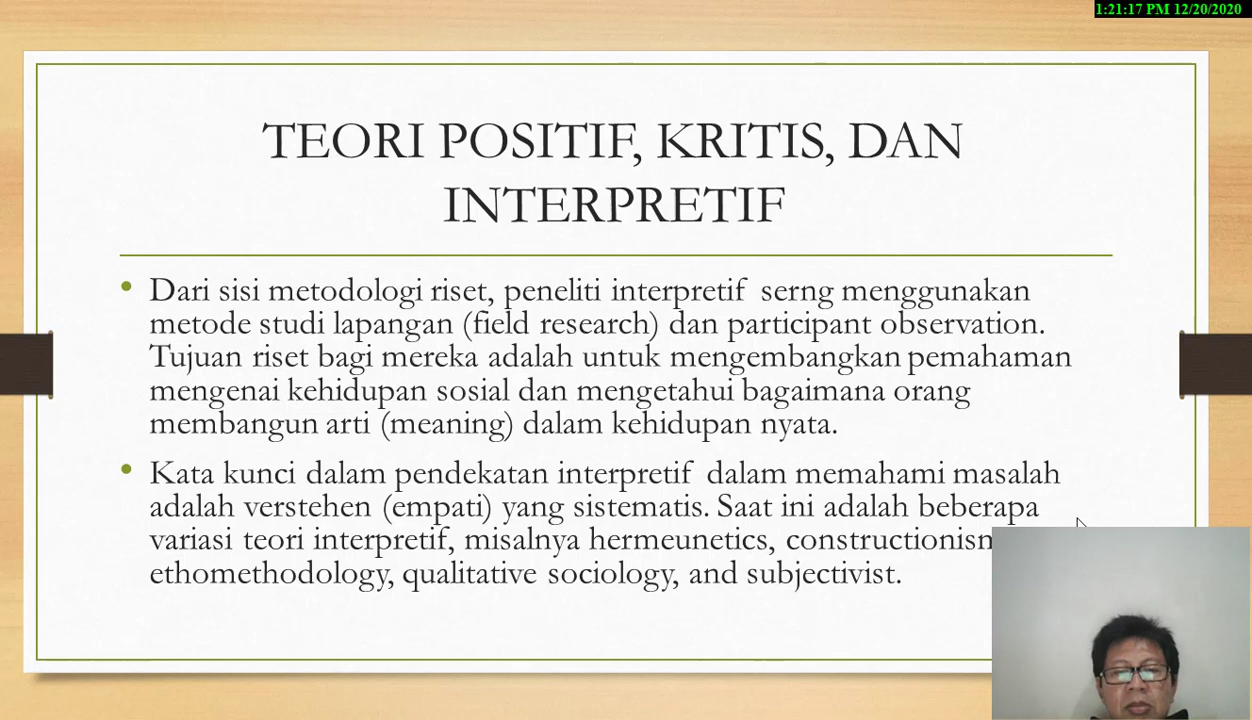 1:21:17 PM 12/20/2020
TEORI POSITIF, KRITIS, DAN
INTERPRETIF
• Dari sisi metodologi riset, peneliti interpretif serng menggunakan
metode studi lapangan (field research) dan participant observation.
Tujuan riset bagi mereka adalah untuk mengembangkan pemahaman
mengenai kehidupan sosial dan mengetahui bagaimana orang
membangun arti (meaning) dalam kehidupan nyata.
• Kata kunci dalam pendekatan interpretif dalam memahami masalah
adalah verstehen (empati) yang sistematis. Saat ini adalah beberapa
variasi teori interpretif, misalnya hermeunetics, constructionism
ethomethodology, qualitative sociology, and subjectivist.